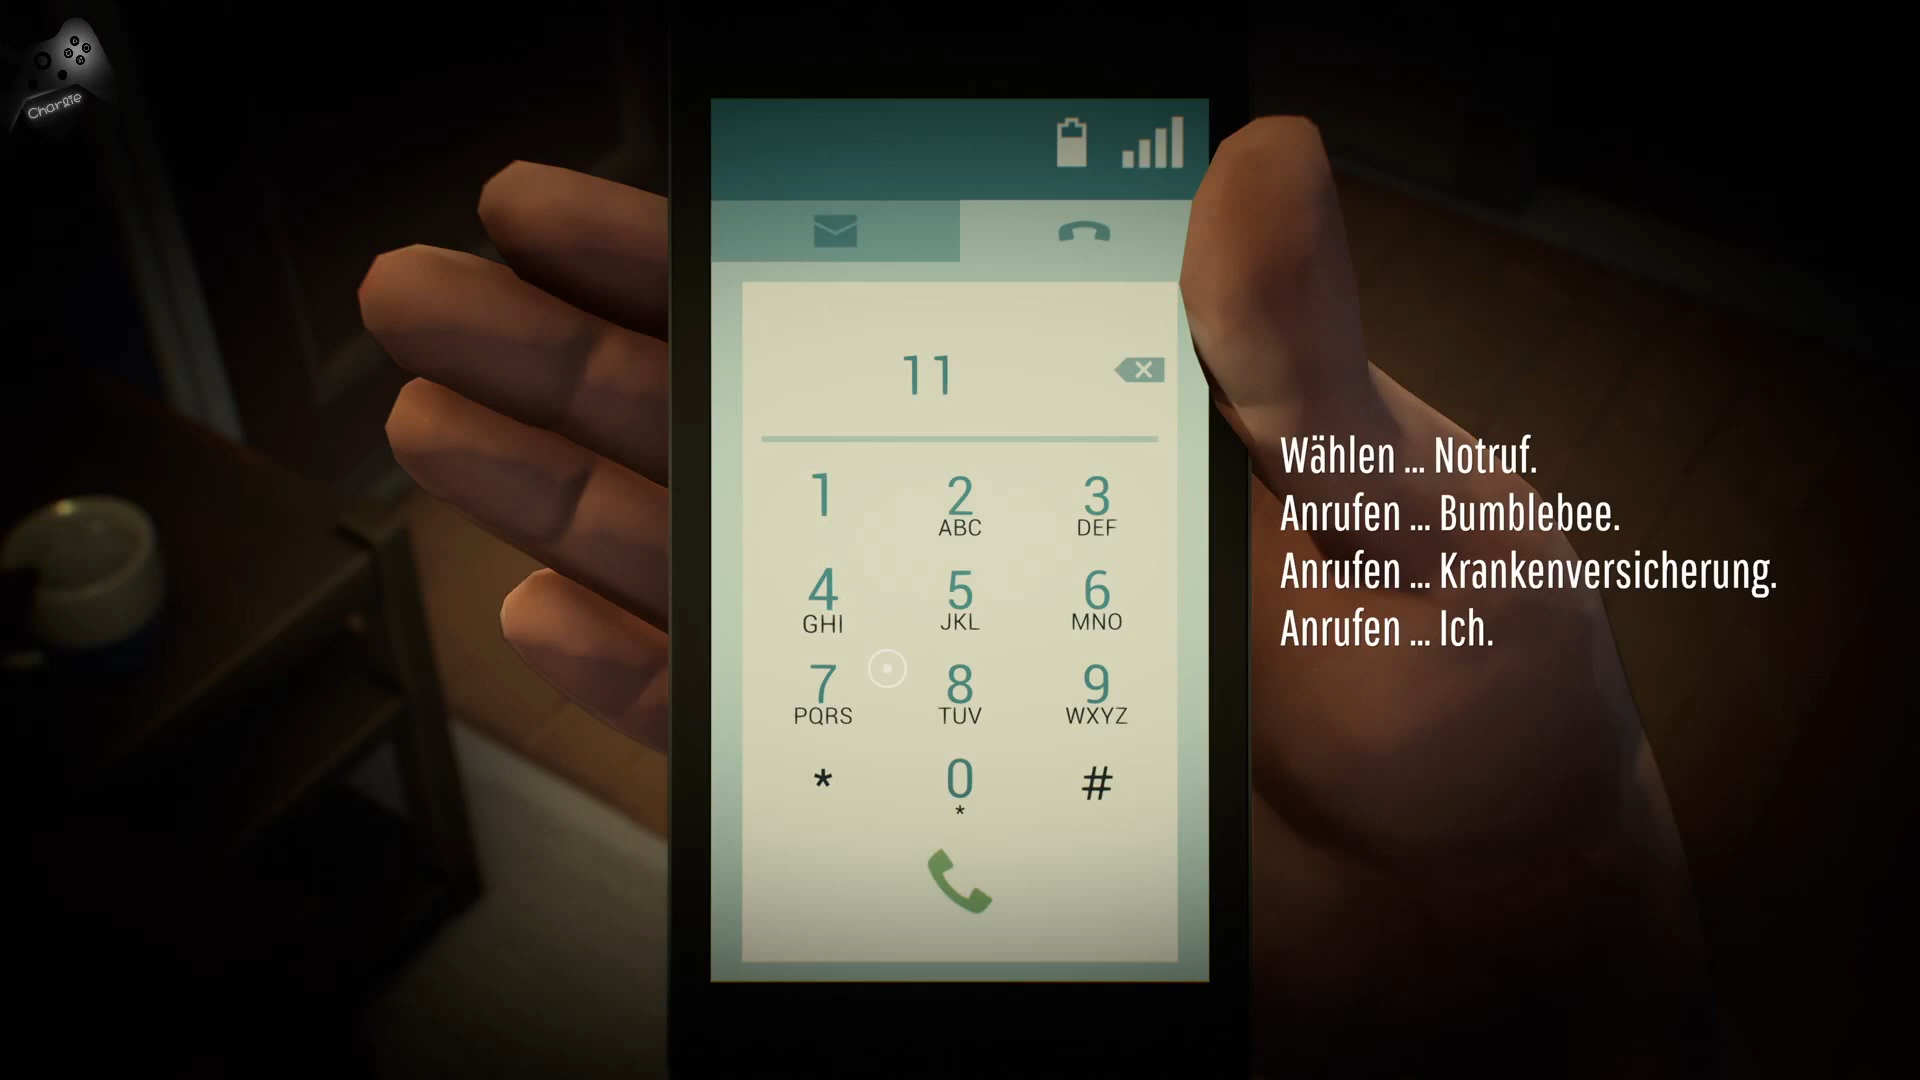 Charlie
11
1
2 3
ABC DEF
4 5 6
GHI JKL MNO
7 8 9
PQRS TUV WXYZ
* 0 #
*
Wählen ... Notruf.
Anrufen ... Bumblebee.
Anrufen ... Krankenversicherung.
Anrufen ... Ich.